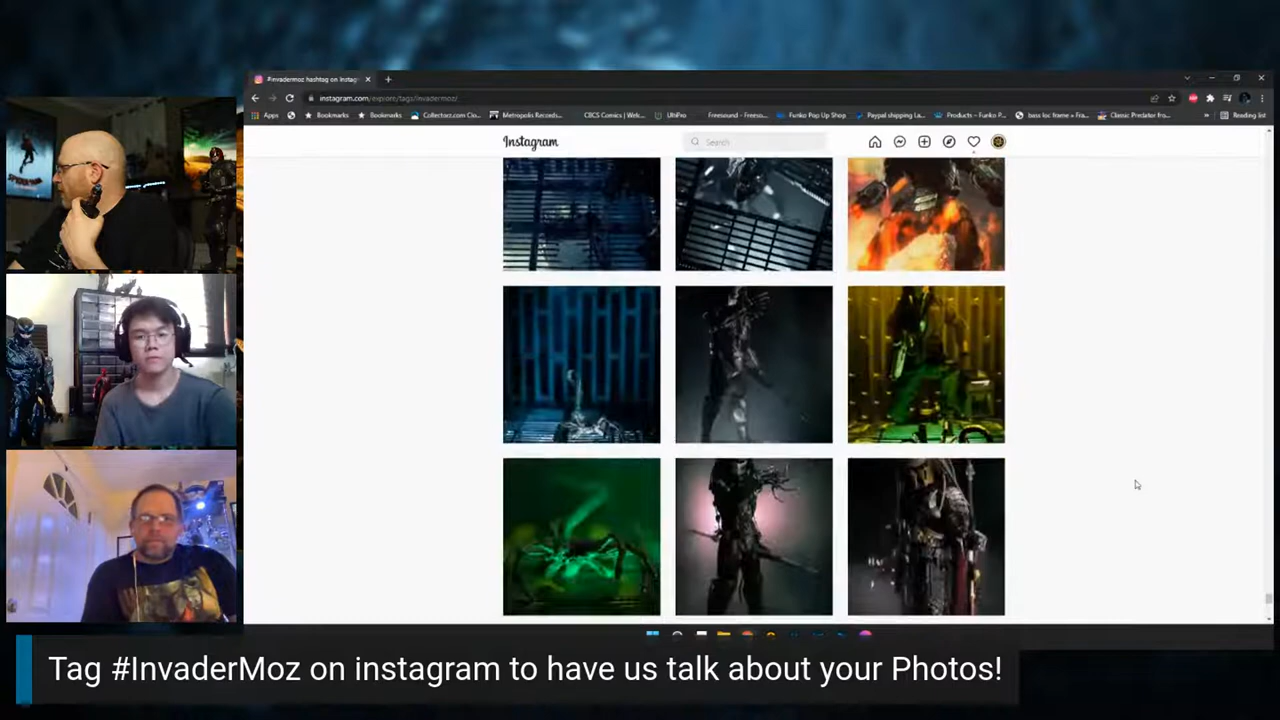 #invadermoz hashtag on Instag
instagram.com/explore/tags/invadermoz/
Apps
Bookmarks
Bookmarks
Collectorz.com Clo...
Metropolis Records...
CBCS Comics | Welc...
UltiPro
Freesound - Freeso...
Funko Pop Up Shop
Paypal shipping La...
Products – Funko P...
bass loc frame » Fra...
Classic Predator fro...
Reading list
Instagram
Search
Tag #InvaderMoz on instagram to have us talk about your Photos!